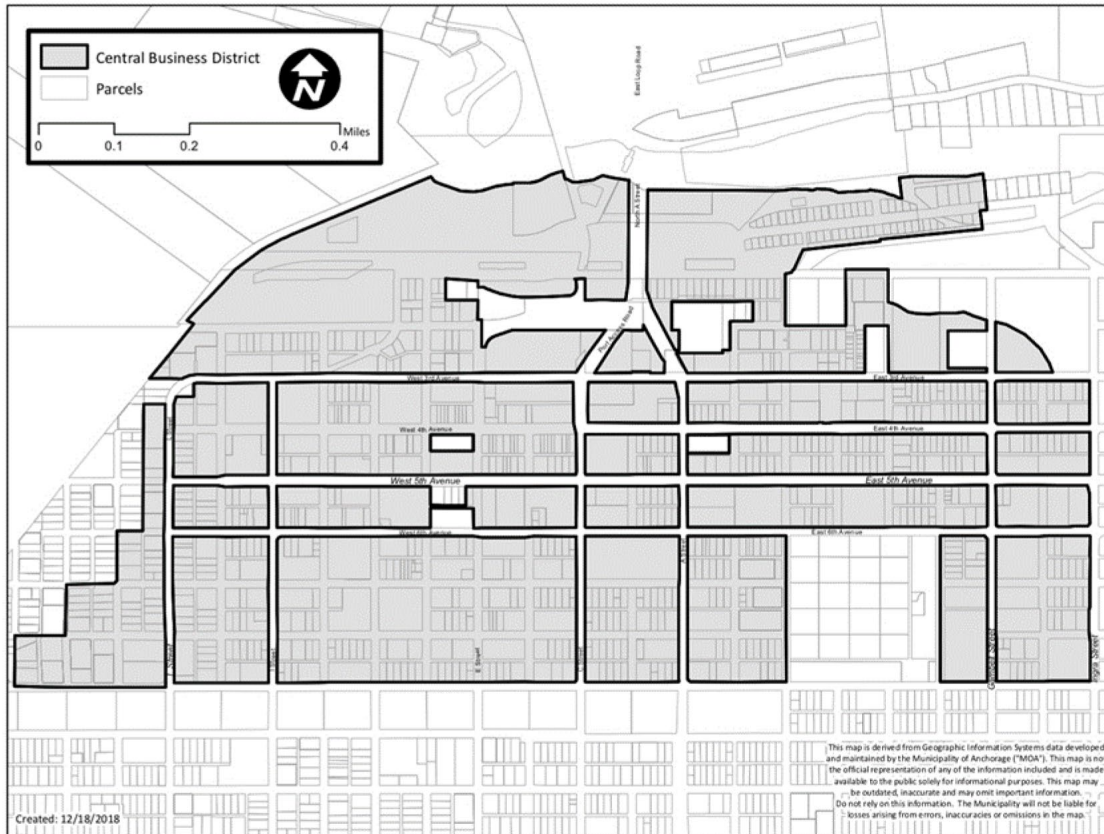 Central Business District
Parcels
N
Miles
0 0.1 0.2 0.4
East Loop Road
North A Street
Port Access Road
West 3rd Avenue
East 3rd Avenue
L Street
West 4th Avenue
East 4th Avenue
West 5th Avenue
East 5th Avenue
West 6th Avenue
East 6th Avenue
A Street
I Street
E Street
Gambell Street
Ingra Street
This map is derived from Geographic Information Systems data developed
and maintained by the Municipality of Anchorage ("MOA"). This map is not
the official representation of any of the information included and is made
available to the public solely for informational purposes. This map may
be outdated, inaccurate and may omit important information.
Do not rely on this information. The Municipality will not be liable for
losses arising from errors, inaccuracies or omissions in the map.
Created: 12/18/2018